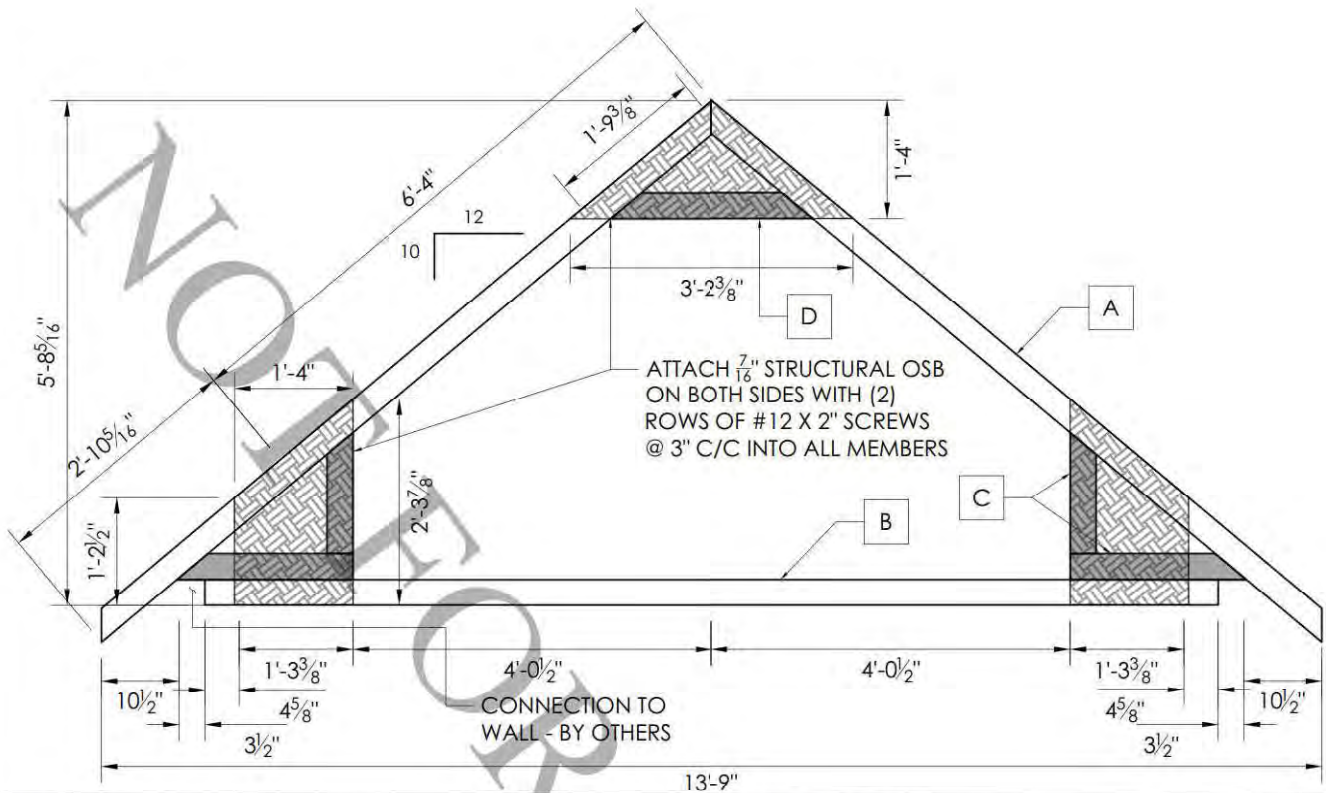 6'-4"
1'-9 3/8"
1'-4"
12
10
5'-8 5/16"
3'-2 3/8"
D
A
ATTACH 7/16" STRUCTURAL OSB
ON BOTH SIDES WITH (2)
ROWS OF #12 X 2" SCREWS
@ 3" C/C INTO ALL MEMBERS
1'-4"
2'-10 5/16"
2'-3 7/8"
1'-2 1/2"
C
B
1'-3 3/8"
4'-0 1/2"
4'-0 1/2"
1'-3 3/8"
10 1/2"
4 5/8"
3 1/2"
CONNECTION TO
WALL - BY OTHERS
4 5/8"
3 1/2"
10 1/2"
13'-9"
NOT FOR